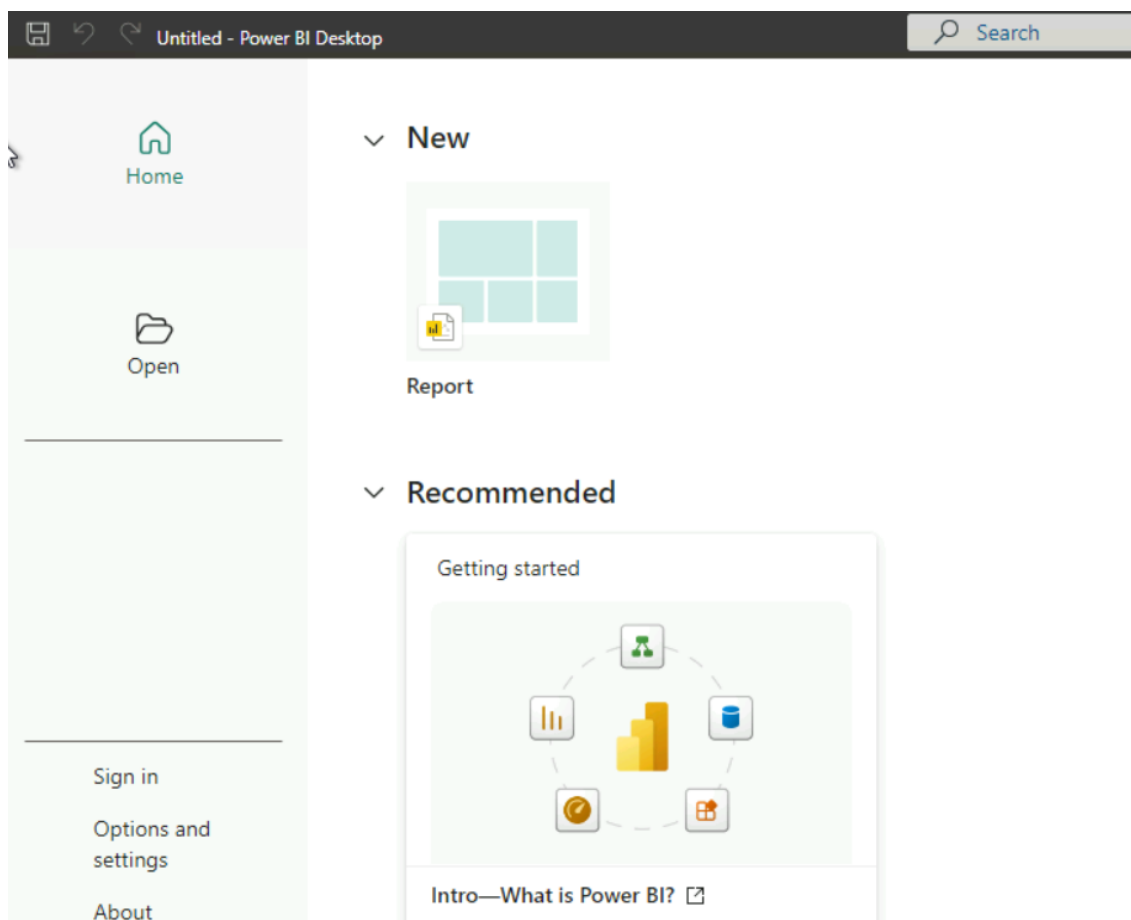 Untitled - Power BI Desktop
Search
Home
Open
Sign in
Options and
settings
About
New
Report
Recommended
Getting started
Intro—What is Power BI?